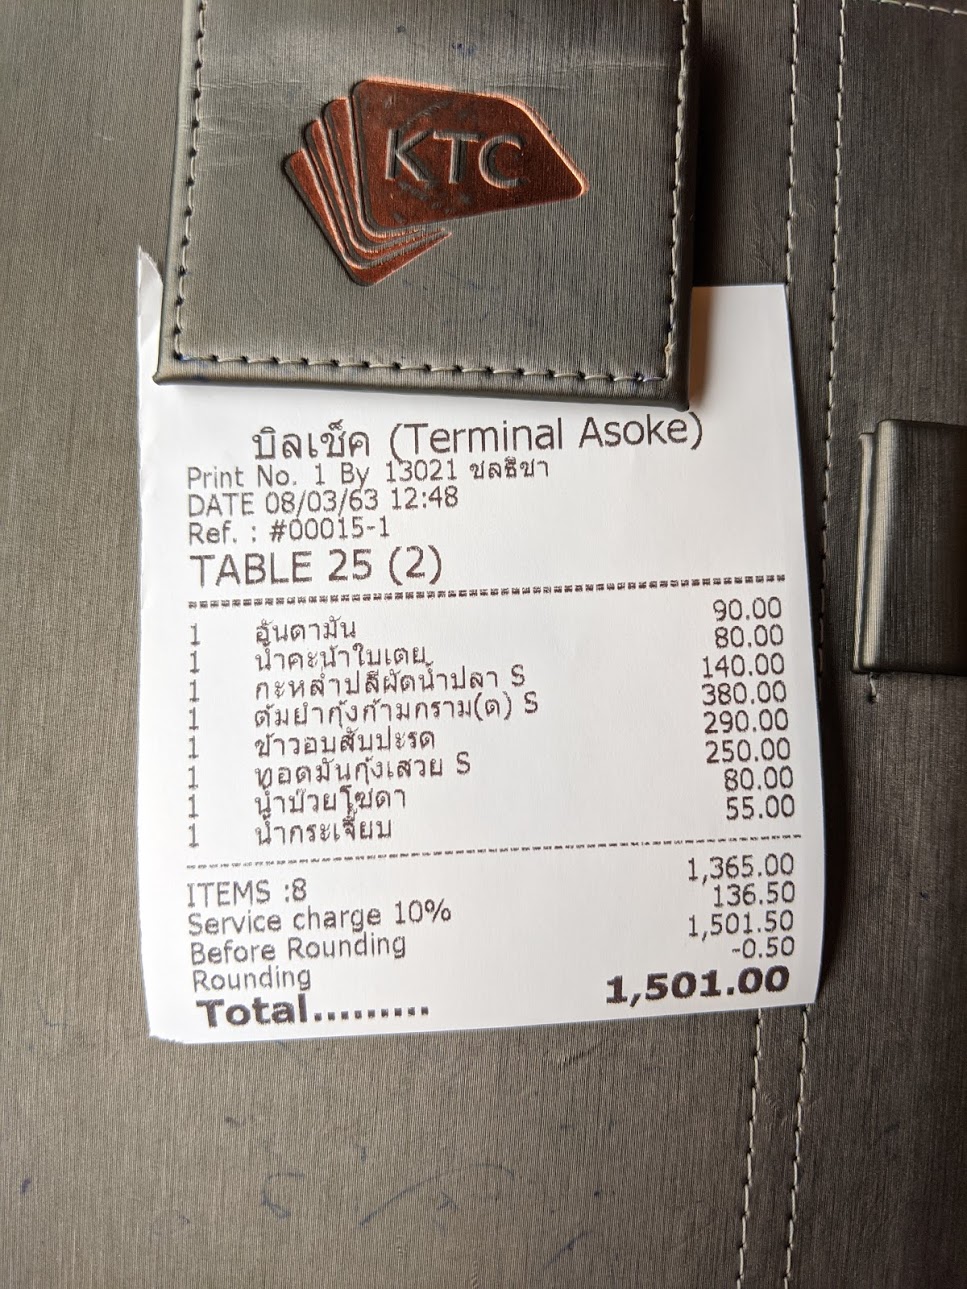 KTC
บิลเช็ค (Terminal Asoke)
Print No. 1 By 13021 ชลธิชา
DATE 08/03/63 12:48
Ref. : #00015-1
TABLE 25 (2)
1 อันดามัน 90.00
1 น้ำคะน้าใบเตย 80.00
1 กะหล่ำปลีผัดน้ำปลา S 140.00
1 ต้มยำกุ้งก้ามกราม(ต) S 380.00
1 ข้าวอบสับปะรด 290.00
1 ทอดมันกุ้งเสวย S 250.00
1 น้ำบ๊วยโซดา 80.00
1 น้ำกระเจี๊ยบ 55.00
ITEMS :8 1,365.00
Service charge 10% 136.50
Before Rounding 1,501.50
Rounding -0.50
Total......... 1,501.00